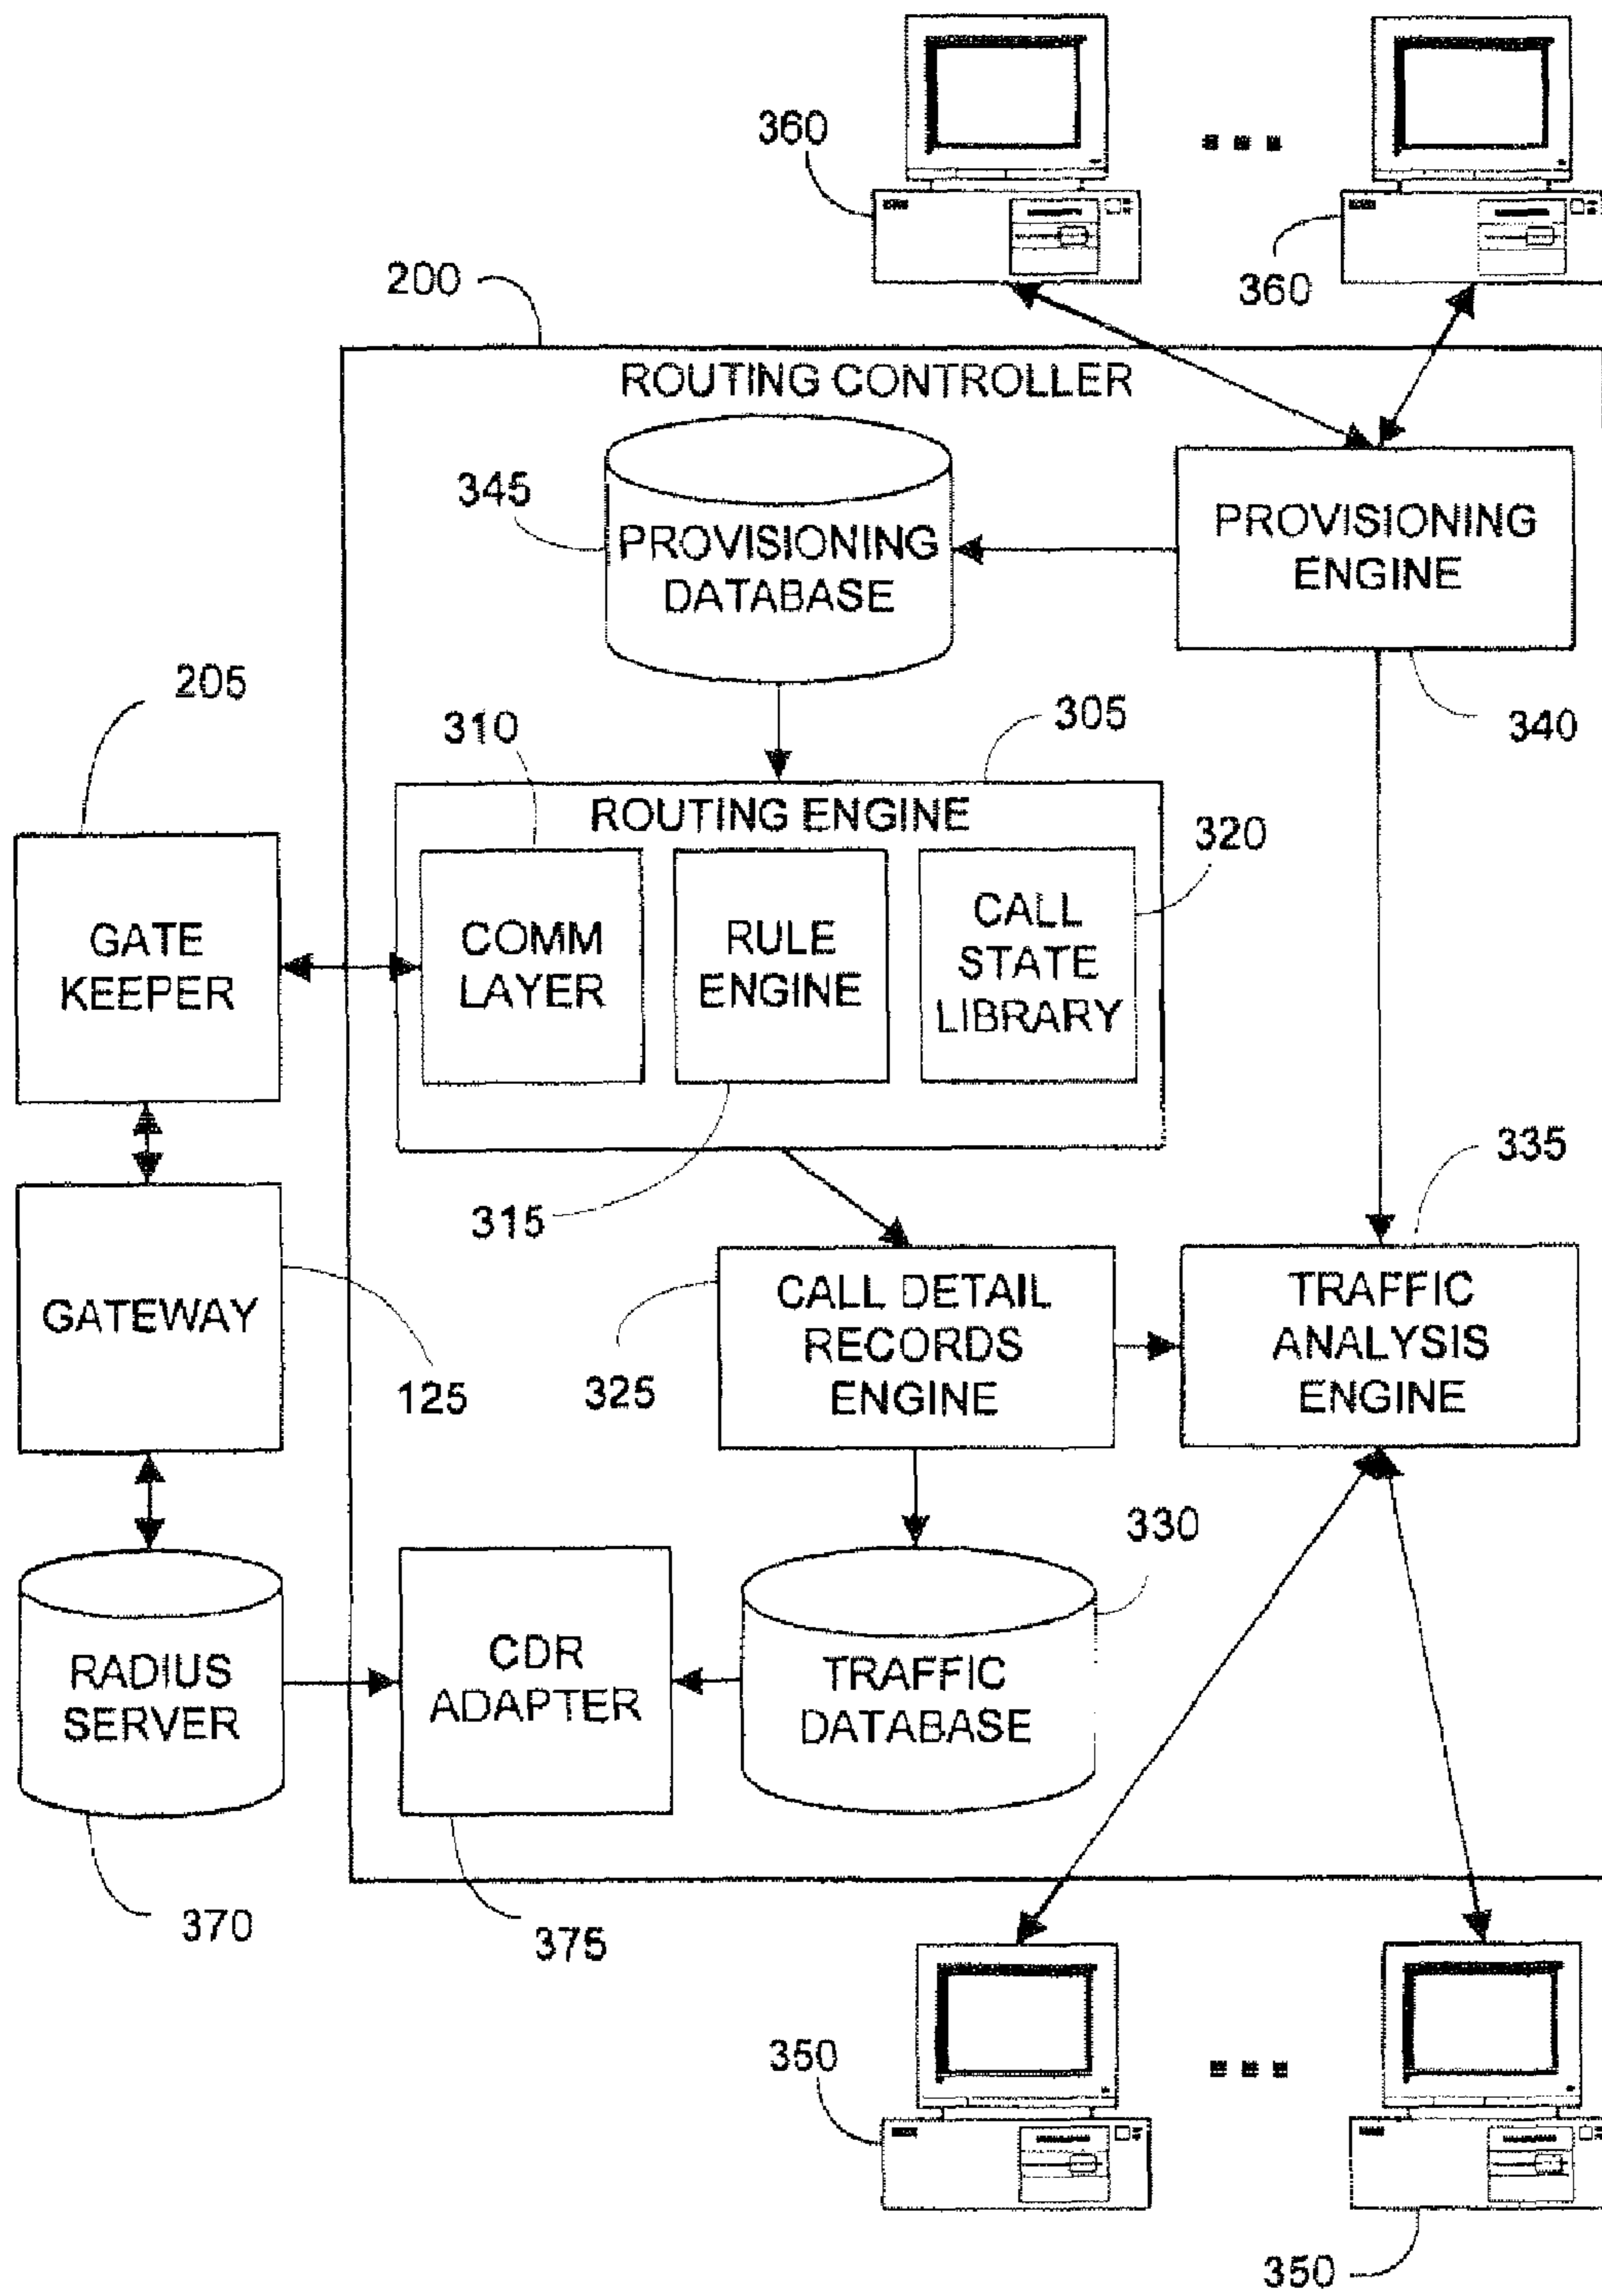 360
360
200
ROUTING CONTROLLER
345
PROVISIONING
DATABASE
PROVISIONING
ENGINE
340
205
310
305
ROUTING ENGINE
320
GATE
KEEPER
COMM
LAYER
RULE
ENGINE
CALL
STATE
LIBRARY
315
335
GATEWAY
125
325
CALL DETAIL
RECORDS
ENGINE
TRAFFIC
ANALYSIS
ENGINE
330
RADIUS
SERVER
CDR
ADAPTER
TRAFFIC
DATABASE
370
375
350
350